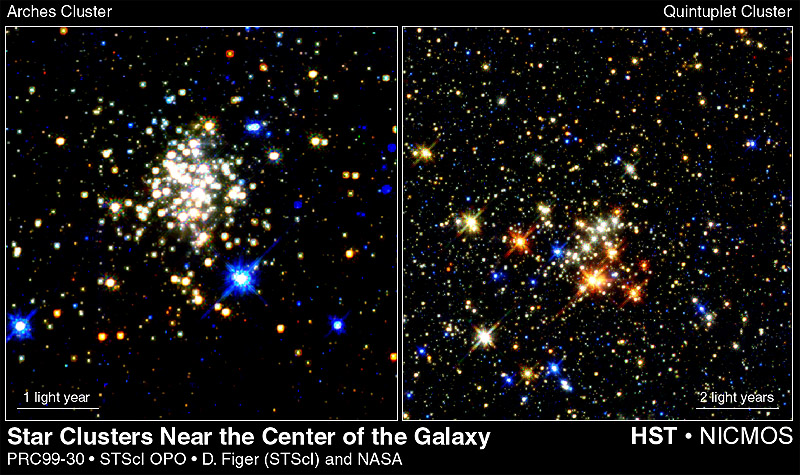 Arches Cluster
Quintuplet Cluster
1 light year
2 light years
Star Clusters Near the Center of the Galaxy
HST • NICMOS
PRC99-30 • STScI OPO • D. Figer (STScI) and NASA